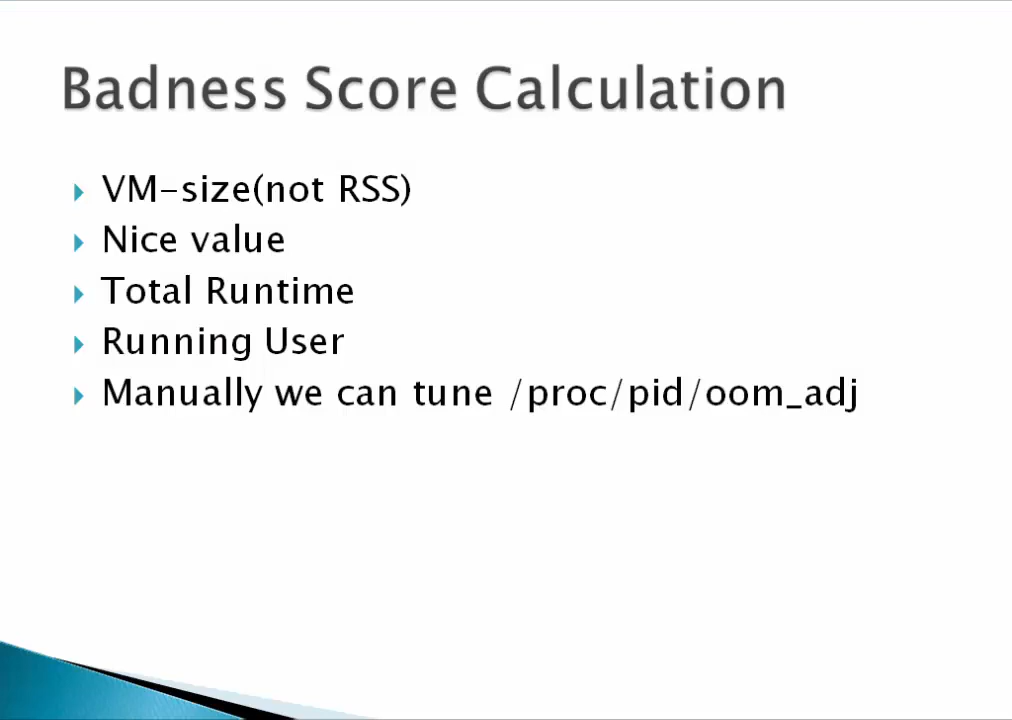 Badness Score Calculation
VM-size(not RSS)
Nice value
Total Runtime
Running User
Manually we can tune /proc/pid/oom_adj